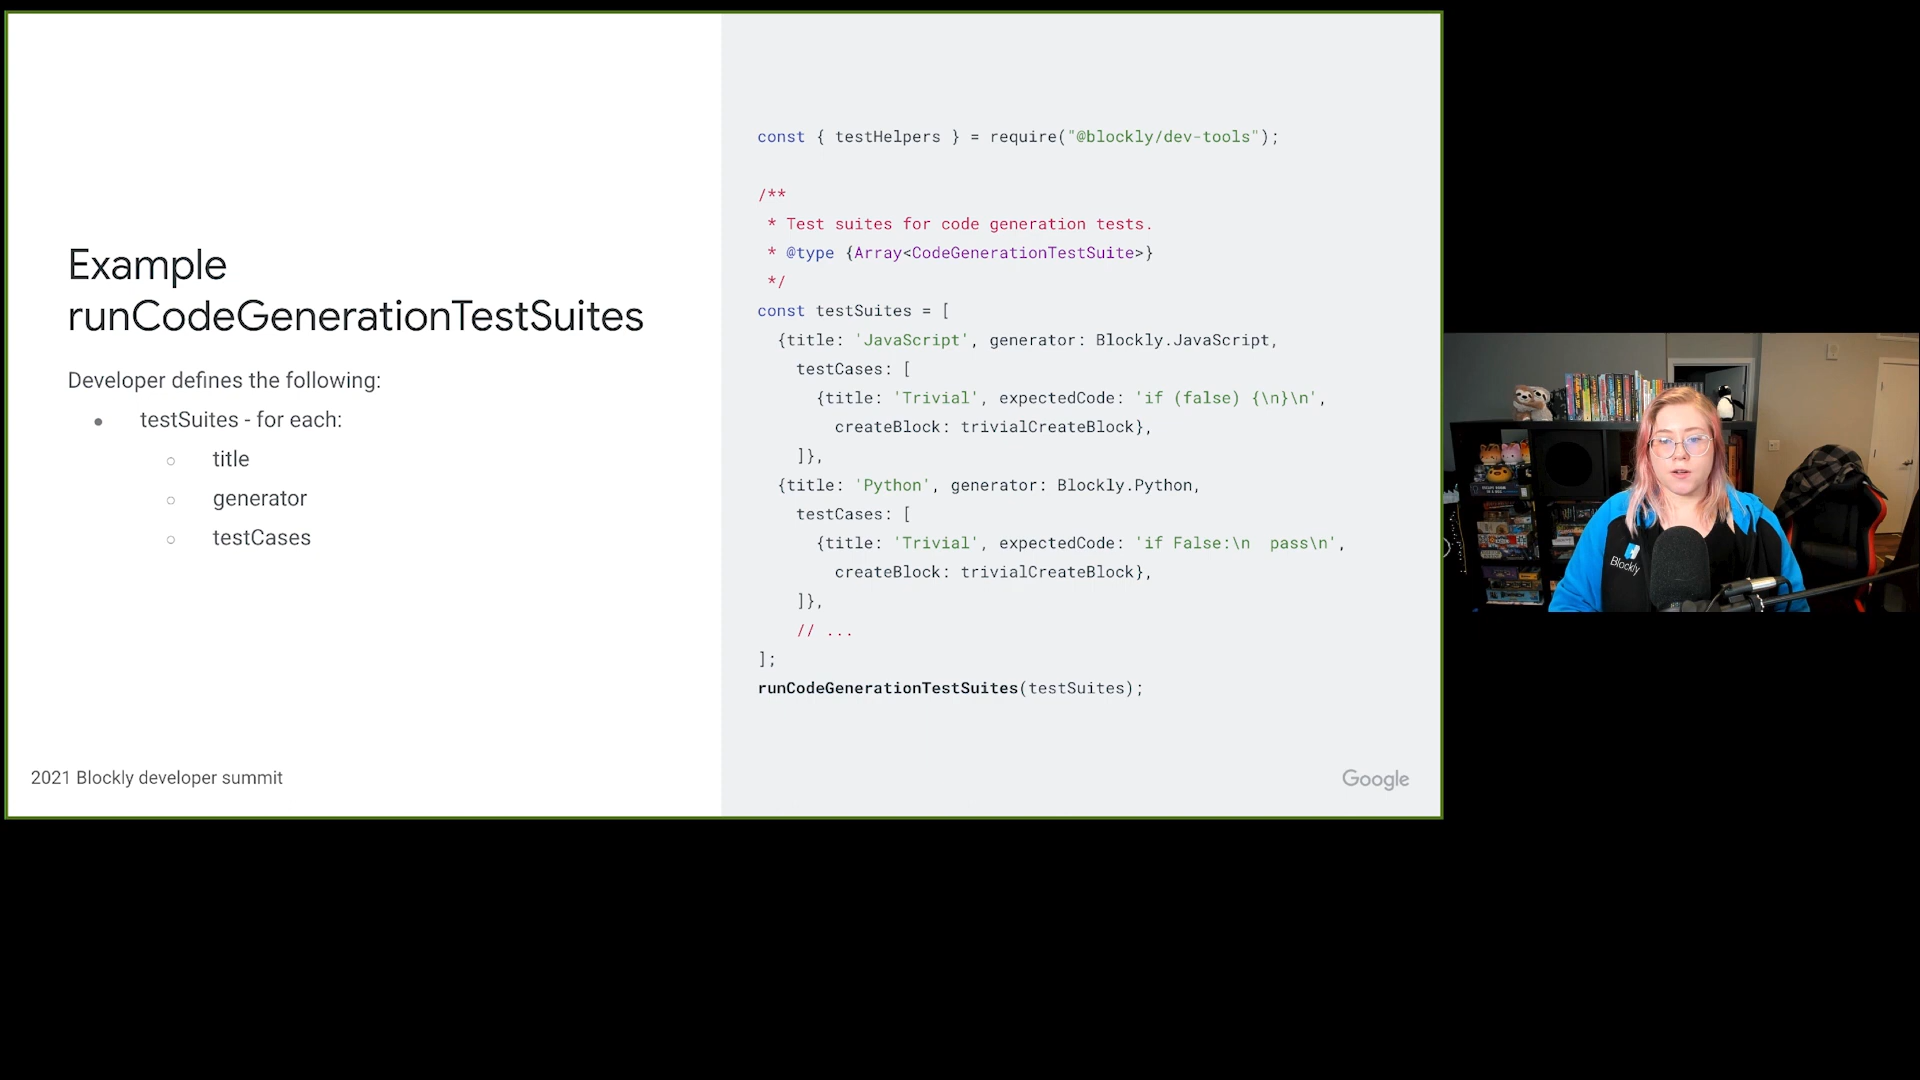 Example
runCodeGenerationTestSuites
Developer defines the following:
● testSuites - for each:
○ title
○ generator
○ testCases
2021 Blockly developer summit
const { testHelpers } = require("@blockly/dev-tools");
/**
 * Test suites for code generation tests.
 * @type {Array<CodeGenerationTestSuite>}
 */
const testSuites = [
  {title: 'JavaScript', generator: Blockly.JavaScript,
    testCases: [
      {title: 'Trivial', expectedCode: 'if (false) {\n}\n',
        createBlock: trivialCreateBlock},
    ]},
  {title: 'Python', generator: Blockly.Python,
    testCases: [
      {title: 'Trivial', expectedCode: 'if False:\n  pass\n',
        createBlock: trivialCreateBlock},
    ]},
    // ...
];
runCodeGenerationTestSuites(testSuites);
Google
Blockly